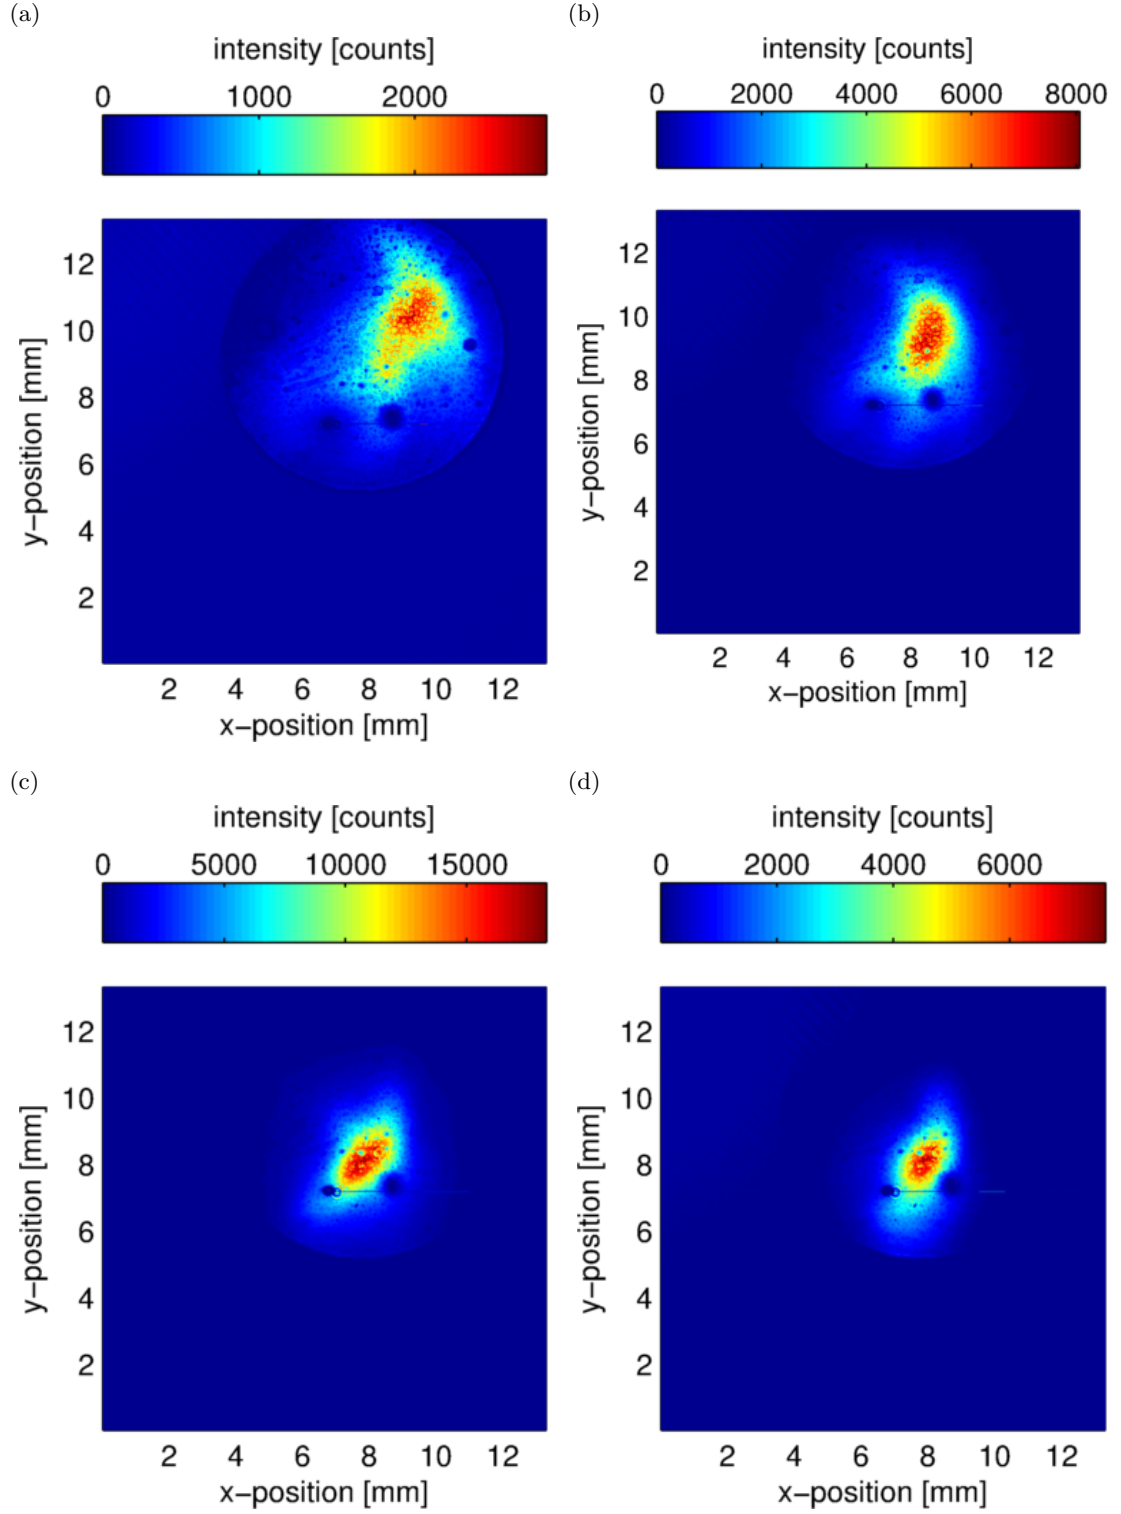 (a)
intensity [counts]
0 1000 2000
12
10
8
6
4
2
y−position [mm]
2 4 6 8 10 12
x−position [mm]
(b)
intensity [counts]
0 2000 4000 6000 8000
12
10
8
6
4
2
y−position [mm]
2 4 6 8 10 12
x−position [mm]
(c)
intensity [counts]
0 5000 10000 15000
12
10
8
6
4
2
y−position [mm]
2 4 6 8 10 12
x−position [mm]
(d)
intensity [counts]
0 2000 4000 6000
12
10
8
6
4
2
y−position [mm]
2 4 6 8 10 12
x−position [mm]